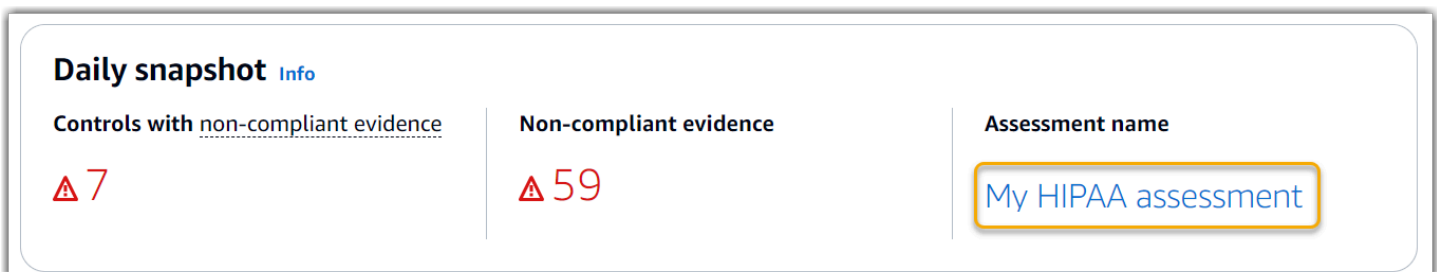 Daily snapshot Info
Controls with non-compliant evidence
7
Non-compliant evidence
59
Assessment name
My HIPAA assessment